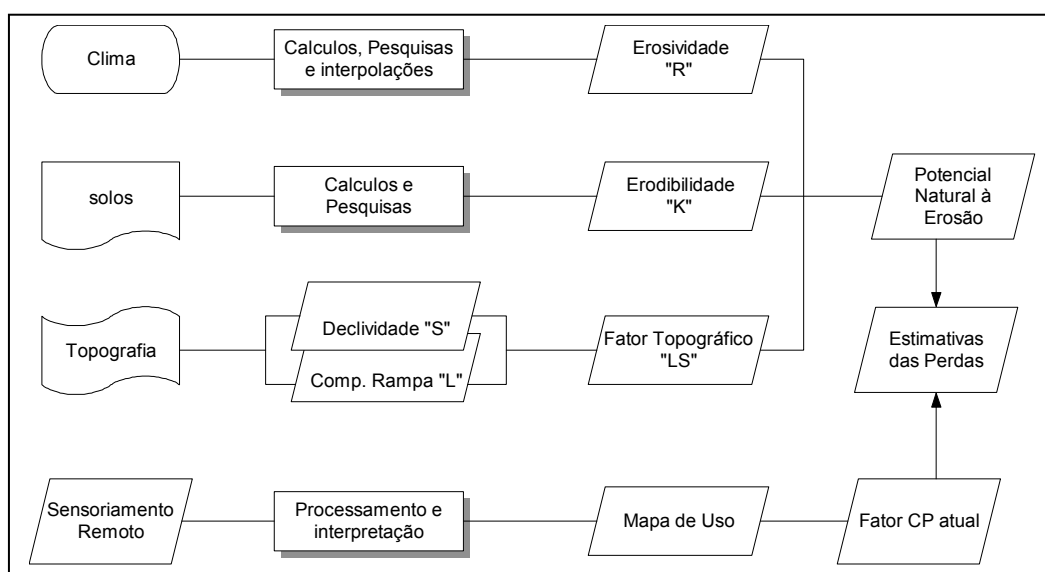 Clima
Calculos, Pesquisas
e interpolações
Erosividade
"R"
solos
Calculos e
Pesquisas
Erodibilidade
"K"
Potencial
Natural à
Erosão
Topografia
Declividade "S"
Comp. Rampa "L"
Fator Topográfico
"LS"
Estimativas
das Perdas
Sensoriamento
Remoto
Processamento e
interpretação
Mapa de Uso
Fator CP atual